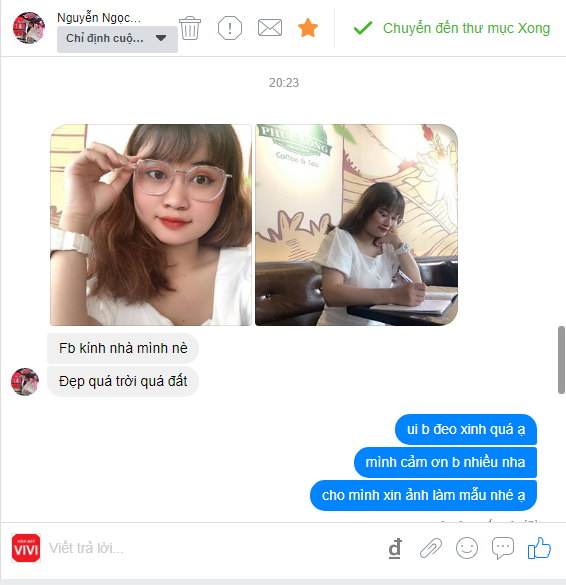 Nguyễn Ngọc...
Chỉ định cuộ...
Chuyển đến thư mục Xong
20:23
PHÚC LONG
Coffee & Tea
Fb kính nhà mình nè
Đẹp quá trời quá đất
ui b đeo xinh quá ạ
mình cảm ơn b nhiều nha
cho mình xin ảnh làm mẫu nhé ạ
VIVI
Viết trả lời...
đ